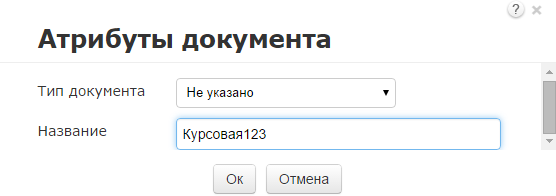 ?
Атрибуты документа
Тип документа Не указано
Название Курсовая123
Ок Отмена